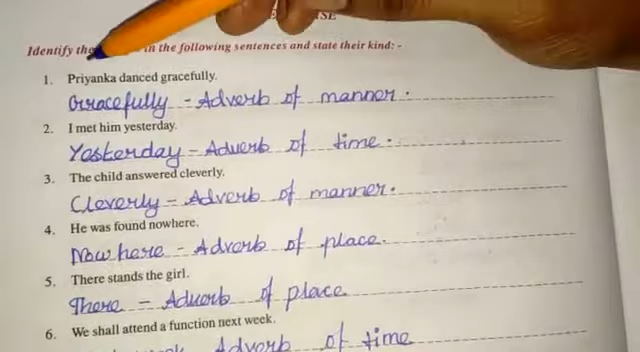 Identify the in the following sentences and state their kind: -
1. Priyanka danced gracefully.
Gracefully - Adverb of manner.
2. I met him yesterday.
Yesterday - Adverb of time.
3. The child answered cleverly.
Cleverly - Adverb of manner.
4. He was found nowhere.
Nowhere - Adverb of place.
5. There stands the girl.
There - Adverb of place
6. We shall attend a function next week.
Adverb of time